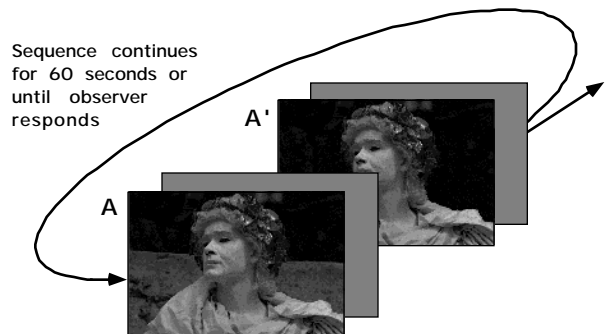 Sequence continues
for 60 seconds or
until observer
responds
A'
A